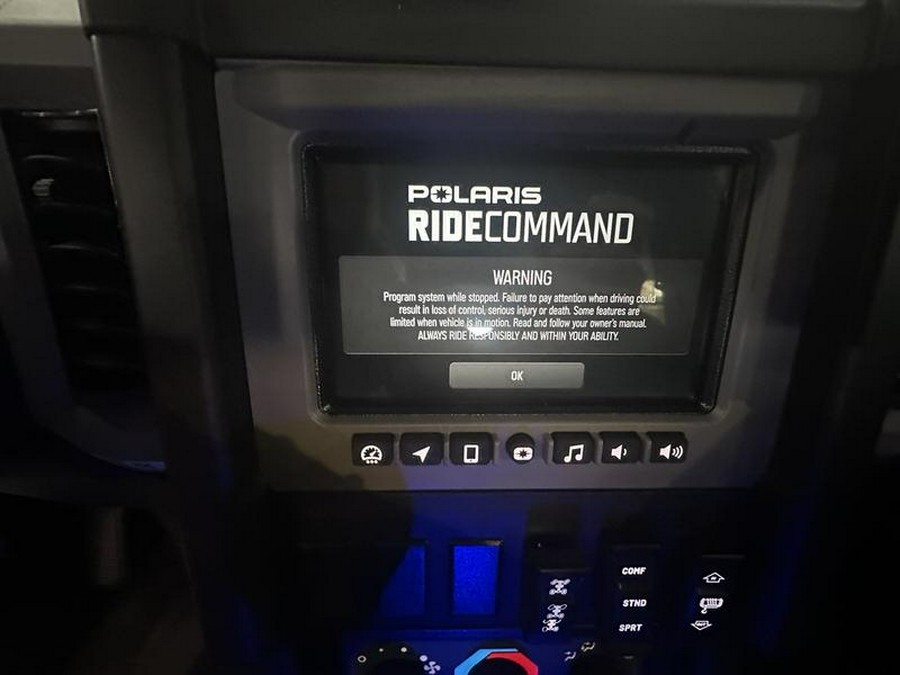 POLARIS
RIDECOMMAND
WARNING
Program system while stopped. Failure to pay attention when driving could
result in loss of control, serious injury or death. Some features are
limited when vehicle is in motion. Read and follow your owner's manual.
ALWAYS RIDE RESPONSIBLY AND WITHIN YOUR ABILITY.
OK
COMF
STND
SPRT